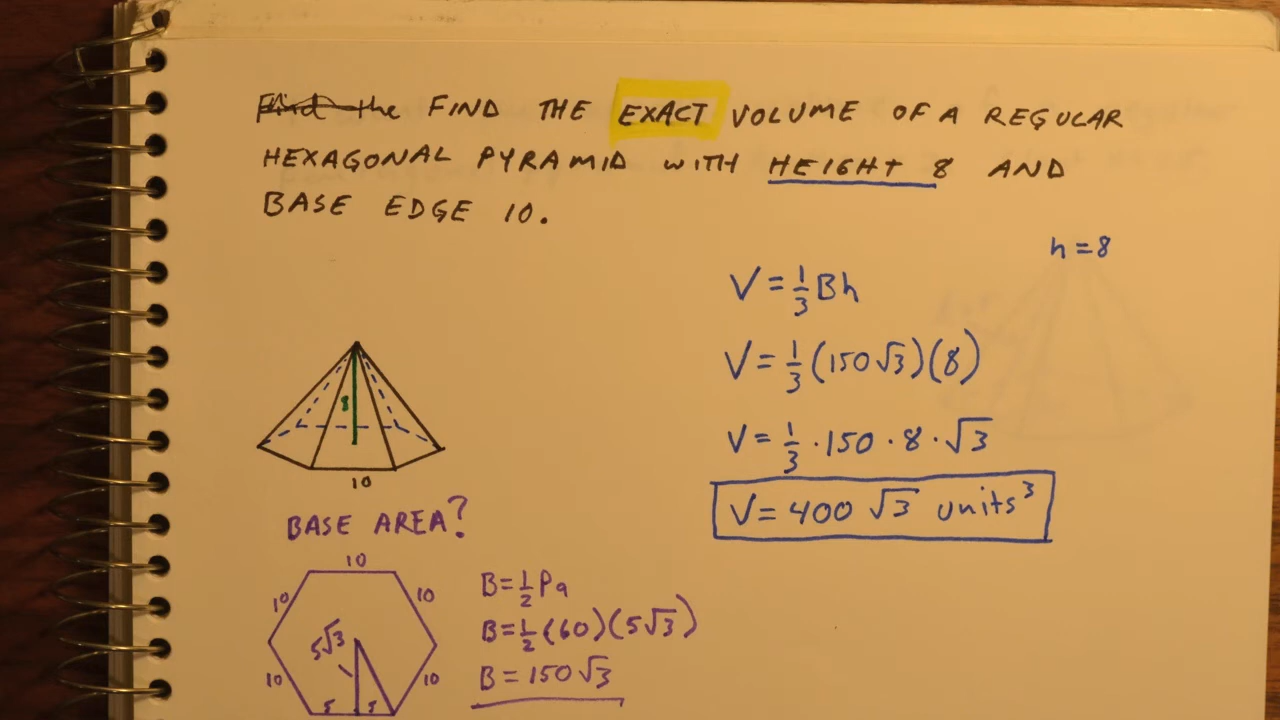 Find the FIND THE EXACT VOLUME OF A REGULAR
HEXAGONAL PYRAMID WITH HEIGHT 8 AND
BASE EDGE 10.
h = 8
V = 1/3 Bh
V = 1/3 (150√3)(8)
V = 1/3 · 150 · 8 · √3
V = 400 √3 units³
8
10
BASE AREA?
10
10
10
5√3
10
10
5
5
B = 1/2 Pa
B = 1/2 (60)(5√3)
B = 150√3